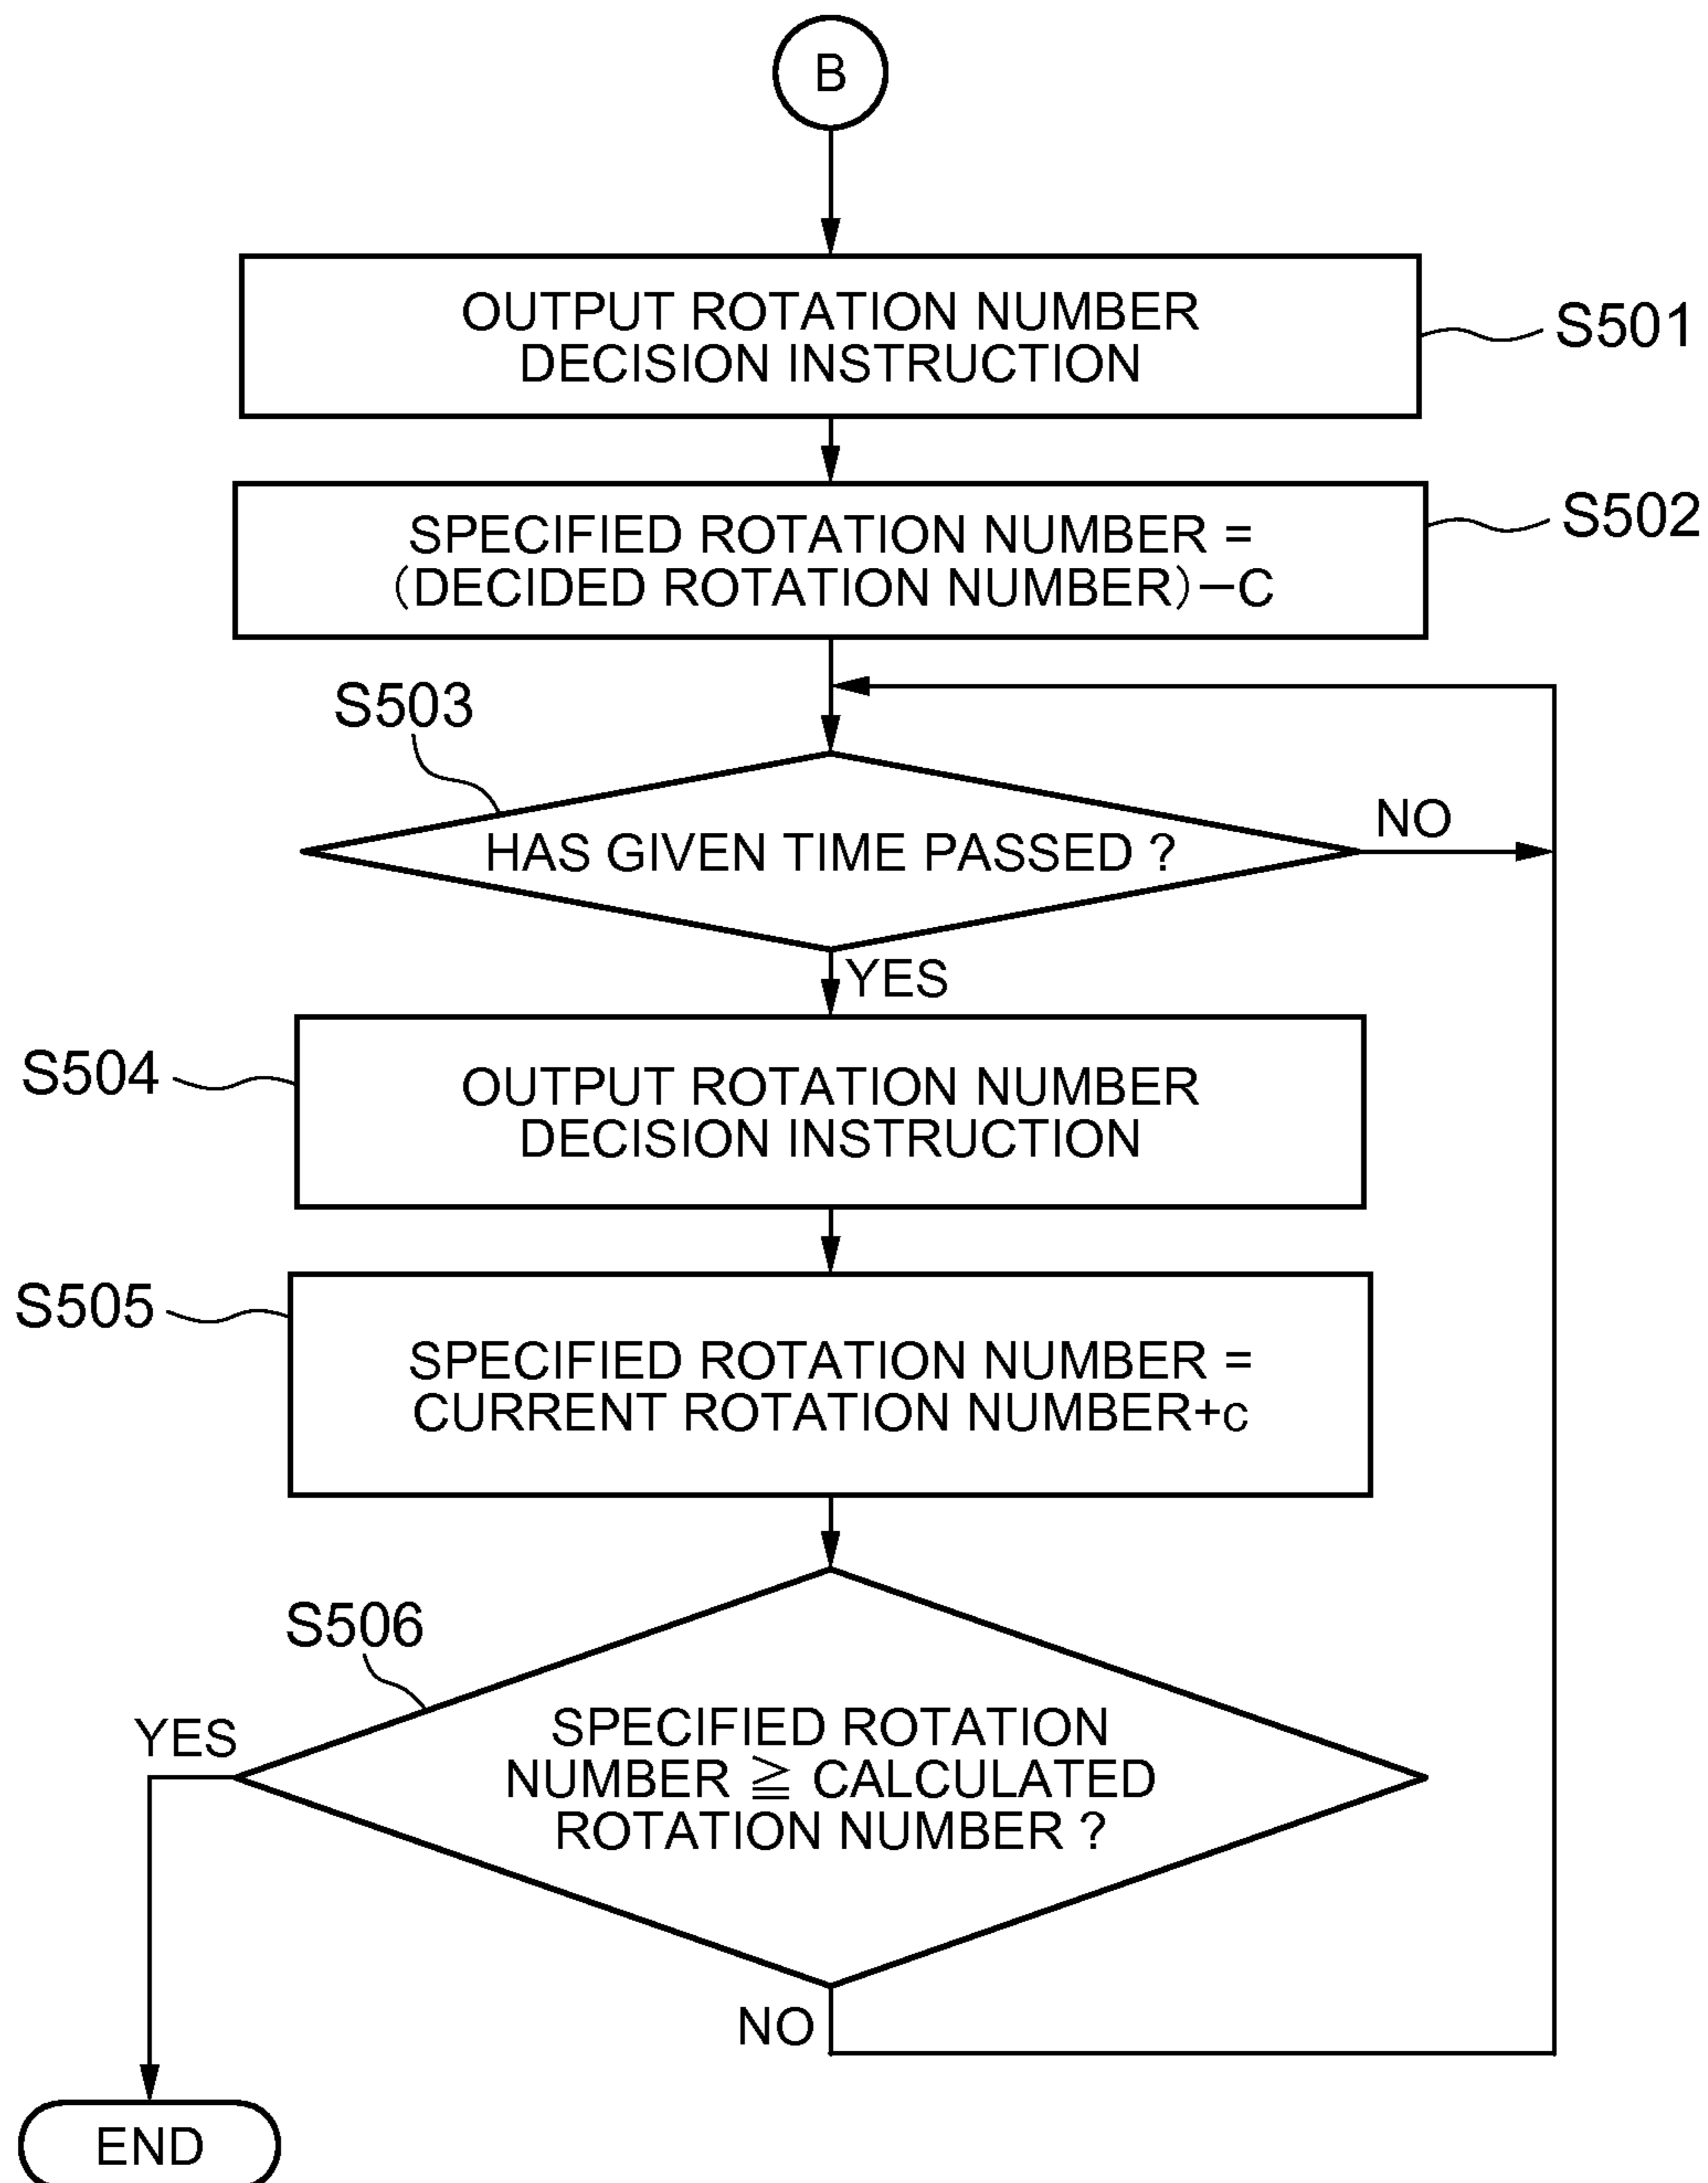 B
OUTPUT ROTATION NUMBER
DECISION INSTRUCTION
S501
SPECIFIED ROTATION NUMBER =
(DECIDED ROTATION NUMBER)−C
S502
S503
HAS GIVEN TIME PASSED ?
NO
YES
S504
OUTPUT ROTATION NUMBER
DECISION INSTRUCTION
S505
SPECIFIED ROTATION NUMBER =
CURRENT ROTATION NUMBER+c
S506
YES
SPECIFIED ROTATION
NUMBER ≧ CALCULATED
ROTATION NUMBER ?
NO
END